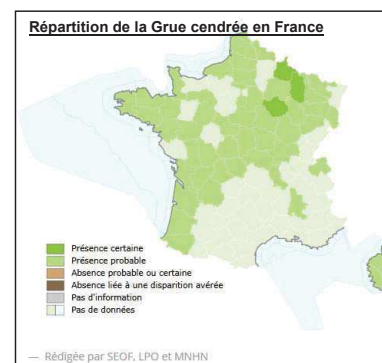 Répartition de la Grue cendrée en France
Présence certaine
Présence probable
Absence probable ou certaine
Absence liée à une disparition avérée
Pas d'information
Pas de données
— Rédigée par SEOF, LPO et MNHN